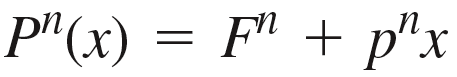 Pⁿ(x) = Fⁿ + pⁿx